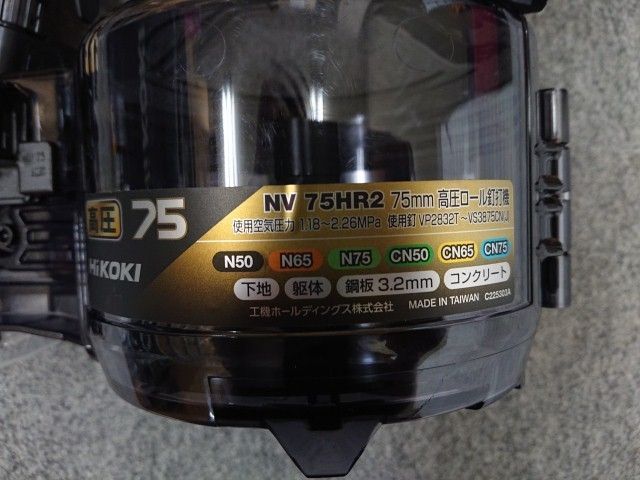 NV 75HR2 75mm 高圧ロール釘打機
高圧 75
使用空気圧力 1.18～2.26MPa 使用釘 VP2832T～VS3875CN(J)
HiKOKI
N50 N65 N75 CN50 CN65 CN75
下地 躯体 鋼板 3.2mm コンクリート
工機ホールディングス株式会社 MADE IN TAIWAN C225303A